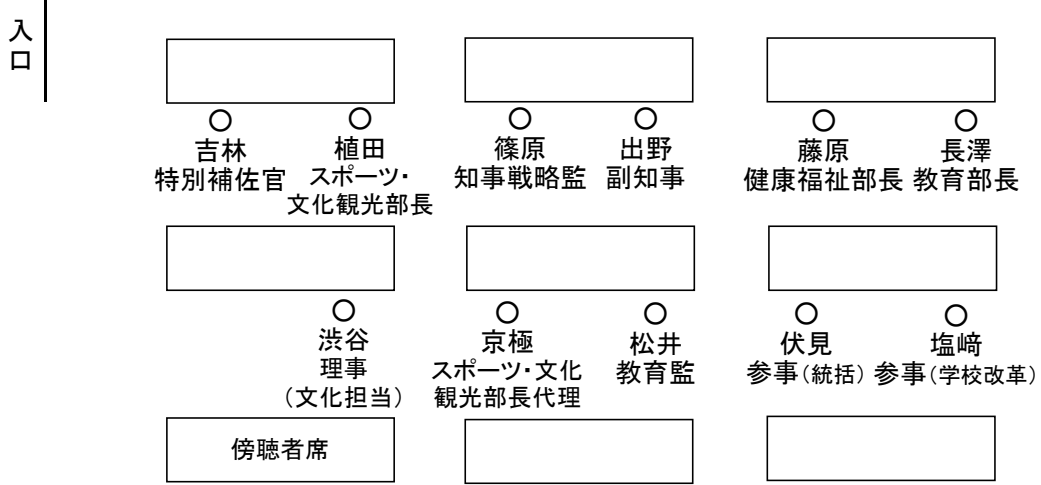 入口
吉林
特別補佐官
植田
スポーツ・
文化観光部長
篠原
知事戦略監
出野
副知事
藤原
健康福祉部長
長澤
教育部長
渋谷
理事
（文化担当）
京極
スポーツ・文化
観光部長代理
松井
教育監
伏見
参事（統括）
塩﨑
参事（学校改革）
傍聴者席